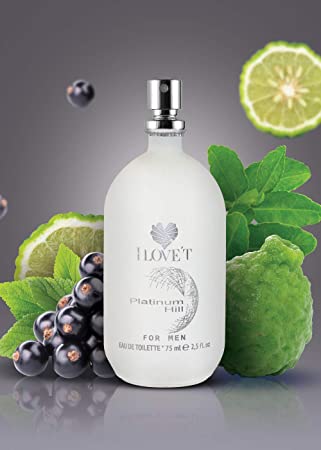 I LOVE'T
Platinum
Hill
FOR MEN
EAU DE TOILETTE * 75 ml ℮ 2,5 fl.oz